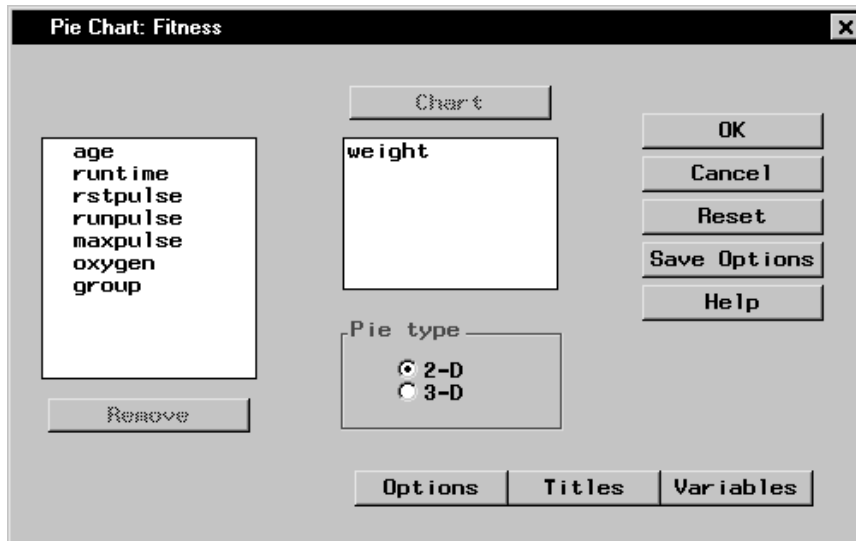 Pie Chart: Fitness
Chart
age
runtime
rstpulse
runpulse
maxpulse
oxygen
group
weight
OK
Cancel
Reset
Save Options
Help
Pie type
2-D
3-D
Remove
Options
Titles
Variables